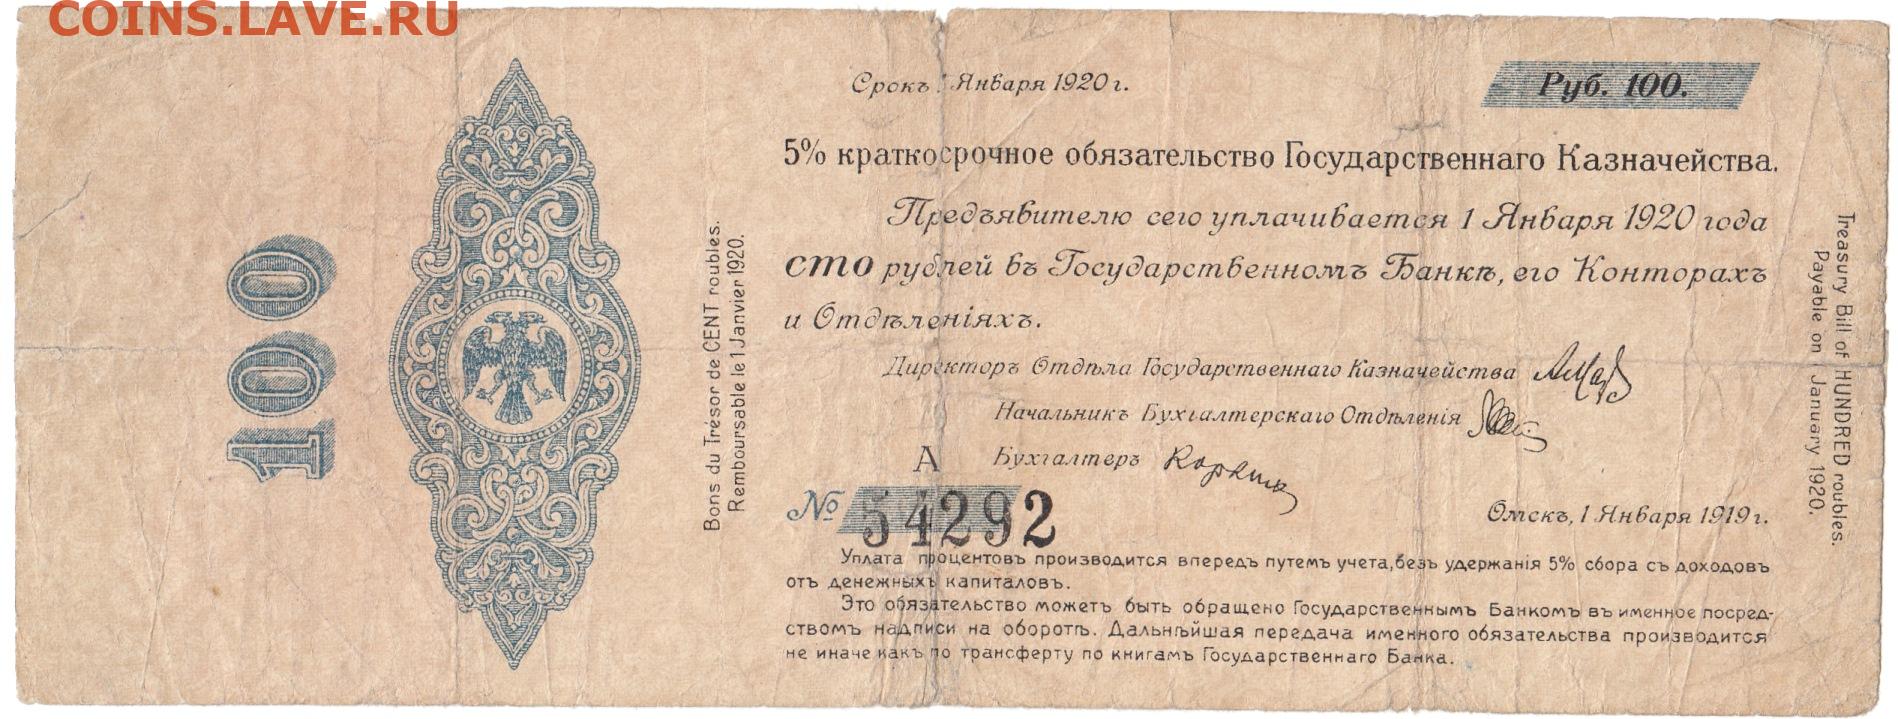 COINS.LAVE.RU
100
Bons du Trésor de CENT roubles.
Remboursable le 1 Janvier 1920.
Срокъ 1 Января 1920 г.
Руб. 100.
5% краткосрочное обязательство Государственнаго Казначейства.
Предъявителю сего уплачивается 1 Января 1920 года
сто рублей въ Государственномъ Банкѣ, его Конторахъ
и Отдѣленіяхъ.
Директоръ Отдѣла Государственнаго Казначейства
Начальникъ Бухгалтерскаго Отдѣленія
А Бухгалтеръ
№ 54292
Омскъ, 1 Января 1919 г.
Уплата процентовъ производится впередъ путемъ учета, безъ удержанія 5% сбора съ доходовъ
отъ денежныхъ капиталовъ.
Это обязательство можетъ быть обращено Государственнымъ Банкомъ въ именное посред-
ствомъ надписи на оборотѣ. Дальнѣйшая передача именного обязательства производится
не иначе какъ по трансферту по книгамъ Государственнаго Банка.
Treasury Bill of HUNDRED roubles.
Payable on 1 January 1920.